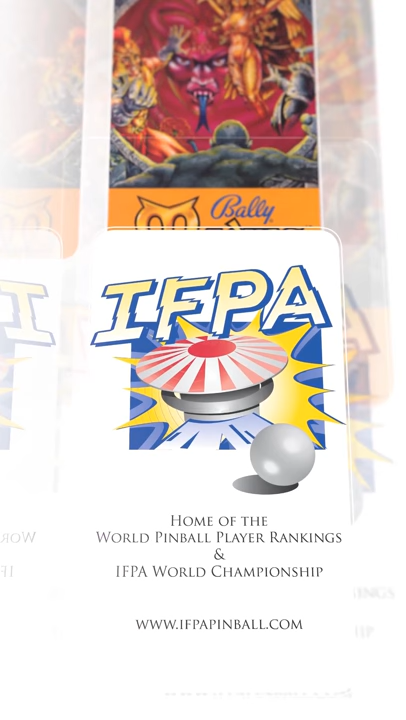 Bally
IFPA
HOME OF THE
WORLD PINBALL PLAYER RANKINGS
&
IFPA WORLD CHAMPIONSHIP
WWW.IFPAPINBALL.COM